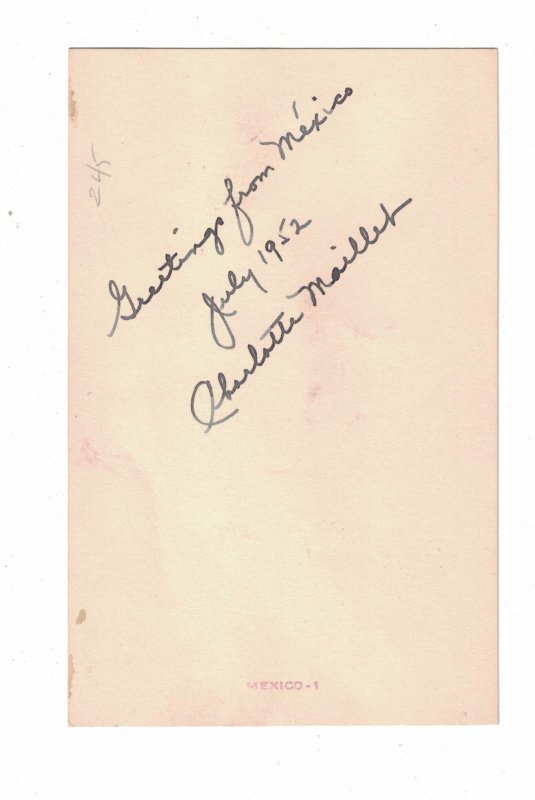 245
Greetings from México
July 1952
Charlotte Maillet
MEXICO-1